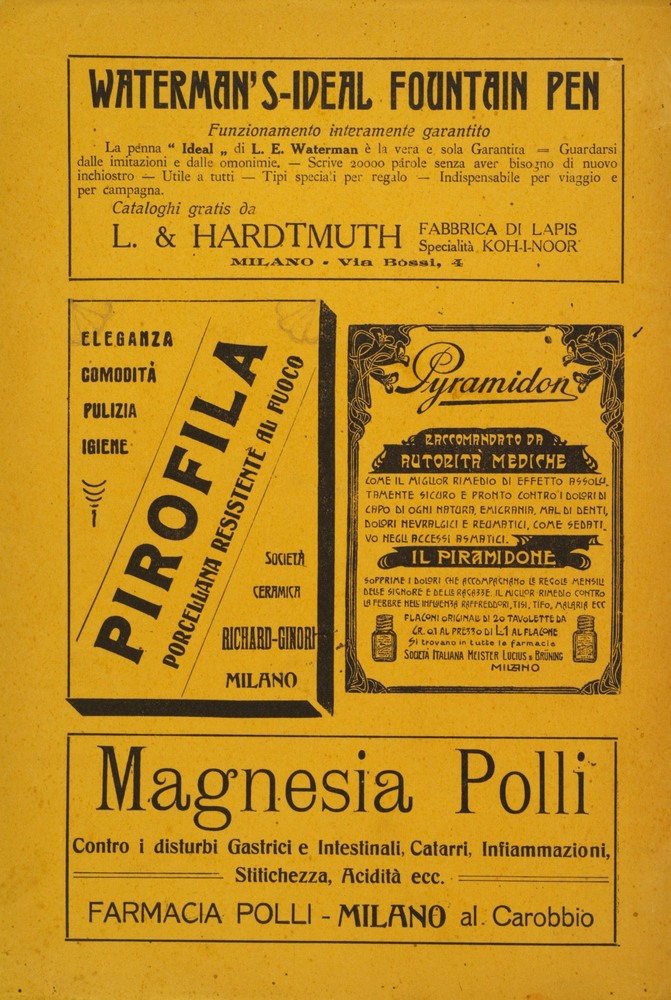 WATERMAN'S-IDEAL FOUNTAIN PEN
Funzionamento interamente garantito
La penna “ Ideal „ di L. E. Waterman è la vera e sola Garantita = Guardarsi
dalle imitazioni e dalle omonimie. — Scrive 20000 parole senza aver bisogno di nuovo
inchiostro — Utile a tutti — Tipi speciali per regalo — Indispensabile per viaggio e
per campagna.
Cataloghi gratis da
L. & HARDTMUTH
FABBRICA DI LAPIS
Specialità KOH-I-NOOR
MILANO - Via Bossi, 4
ELEGANZA
COMODITÀ
PULIZIA
IGIENE
PIROFILA
PORCELLANA RESISTENTE AL FUOCO
SOCIETÀ
CERAMICA
RICHARD-GINORI
MILANO
Pyramidon
RACCOMANDATO DA
AUTORITÀ MEDICHE
COME IL MIGLIOR RIMEDIO DI EFFETTO ASSOLU-
TAMENTE SICURO E PRONTO CONTRO I DOLORI DI
CAPO DI OGNI NATURA, EMICRANIA, MAL DI DENTI,
DOLORI NEVRALGICI E REUMATICI, COME SEDATI-
VO NEGLI ACCESSI ASMATICI.
IL PIRAMIDONE
SOPPRIME I DOLORI CHE ACCOMPAGNANO LE REGOLE MENSILI
DELLE SIGNORE E DELLE RAGAZZE. IL MIGLIOR RIMEDIO CONTRO
LA FEBBRE NELL'INFLUENZA RAFFREDDORI, TISI, TIFO, MALARIA ECC
FLACONI ORIGINALI DI 20 TAVOLETTE DA
GR. 0.1 AL PREZZO DI L.1 AL FLACONE
Si trovano in tutte le farmacie
SOCIETÀ ITALIANA MEISTER LUCIUS & BRÜNING
MILANO
Magnesia Polli
Contro i disturbi Gastrici e Intestinali, Catarri, Infiammazioni,
Stitichezza, Acidità ecc.
FARMACIA POLLI - MILANO al Carobbio